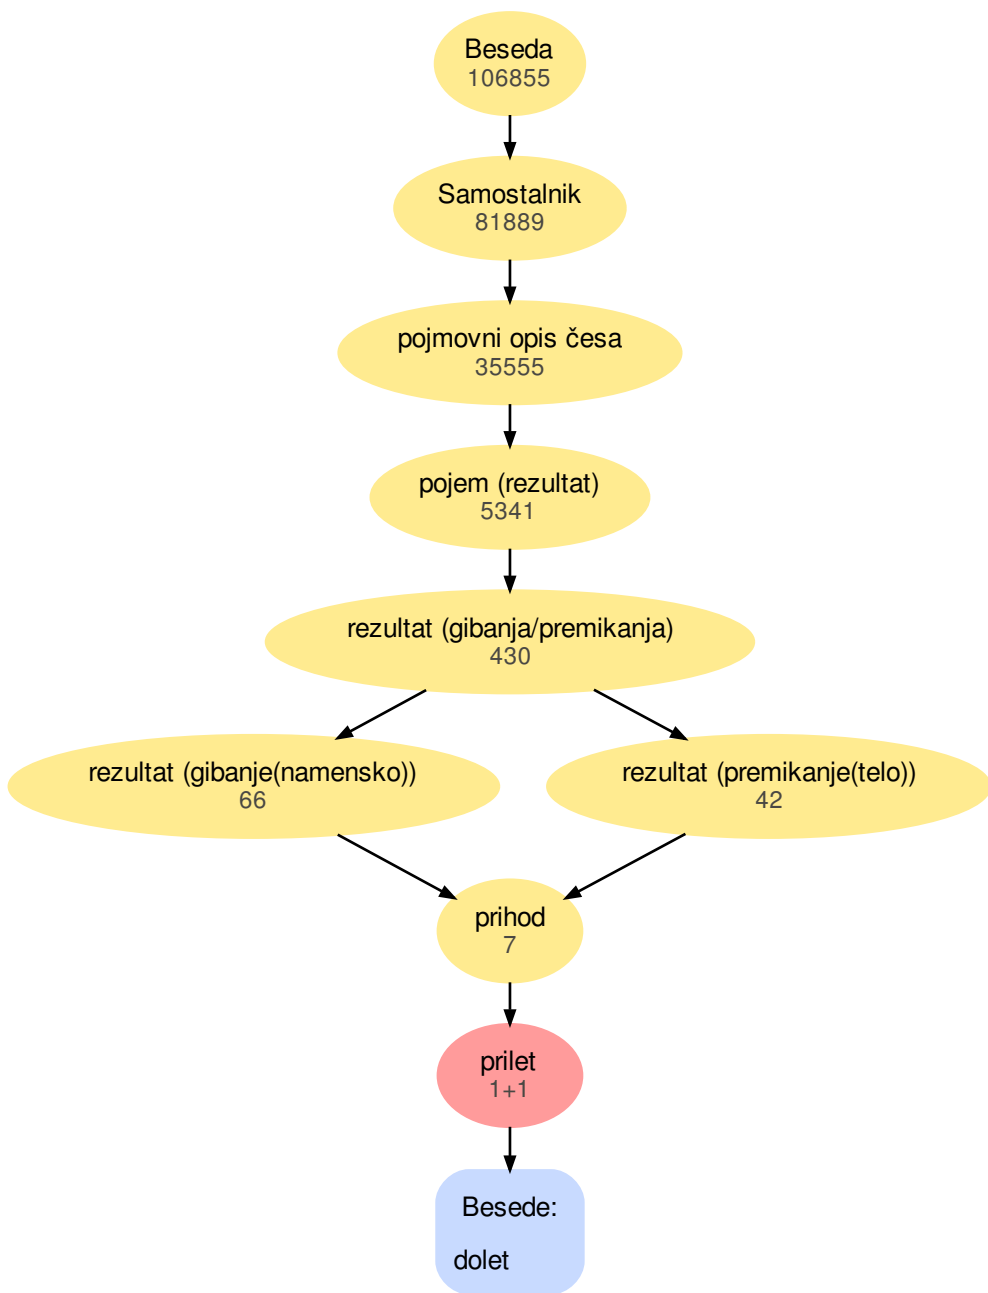 Beseda
106855
Samostalnik
81889
pojmovni opis česa
35555
pojem (rezultat)
5341
rezultat (gibanja/premikanja)
430
rezultat (gibanje(namensko))
66
rezultat (premikanje(telo))
42
prihod
7
prilet
1+1
Besede:
dolet